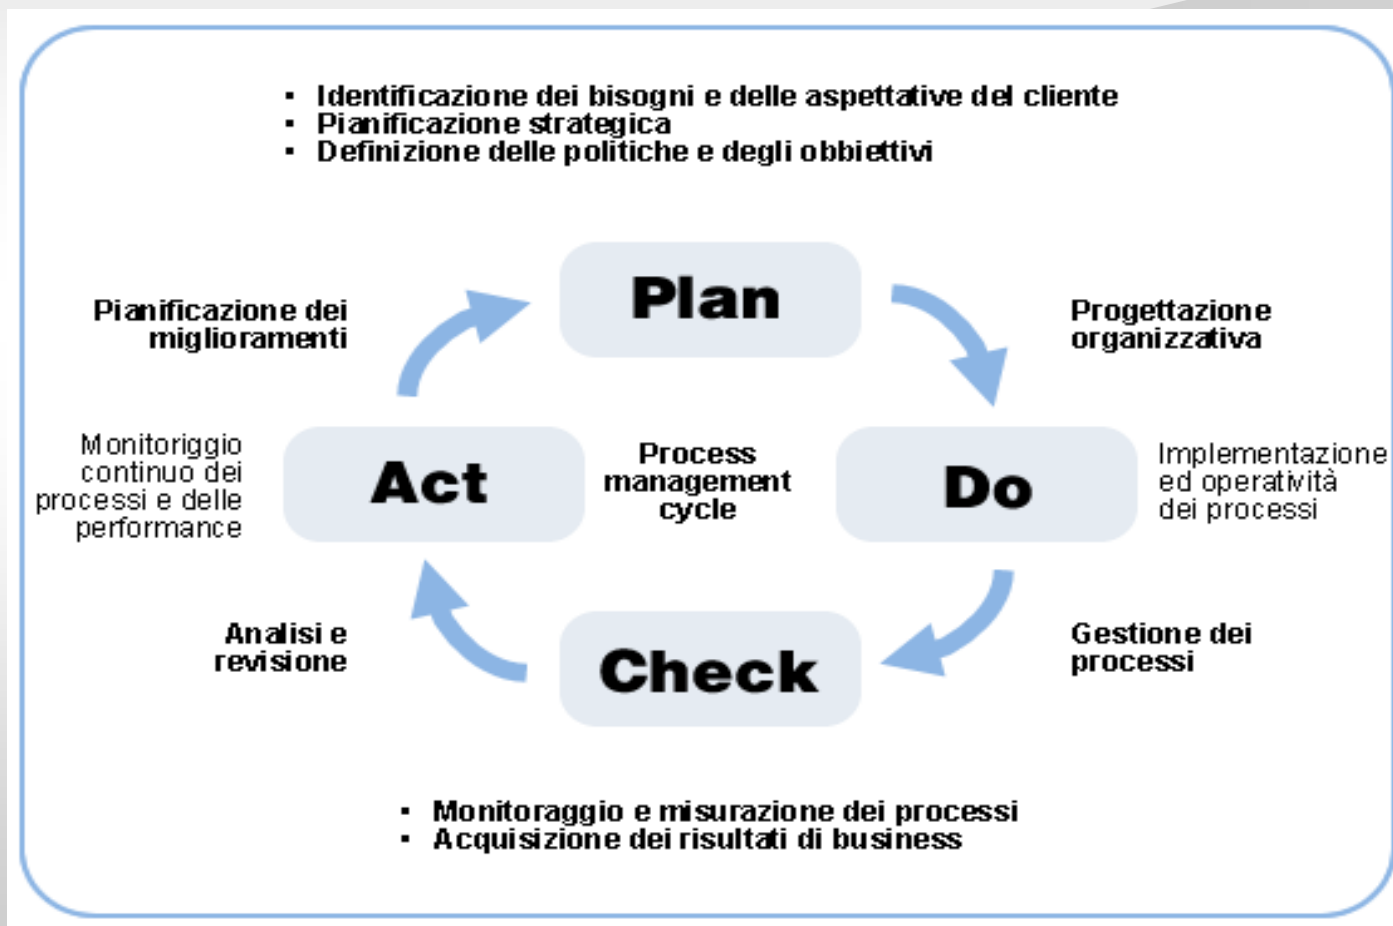 ▪ Identificazione dei bisogni e delle aspettative del cliente
▪ Pianificazione strategica
▪ Definizione delle politiche e degli obbiettivi
Plan
Pianificazione dei
miglioramenti
Progettazione
organizzativa
Monitoriggio
continuo dei
processi e delle
performance
Act
Process
management
cycle
Do
Implementazione
ed operatività
dei processi
Analisi e
revisione
Check
Gestione dei
processi
▪ Monitoraggio e misurazione dei processi
▪ Acquisizione dei risultati di business